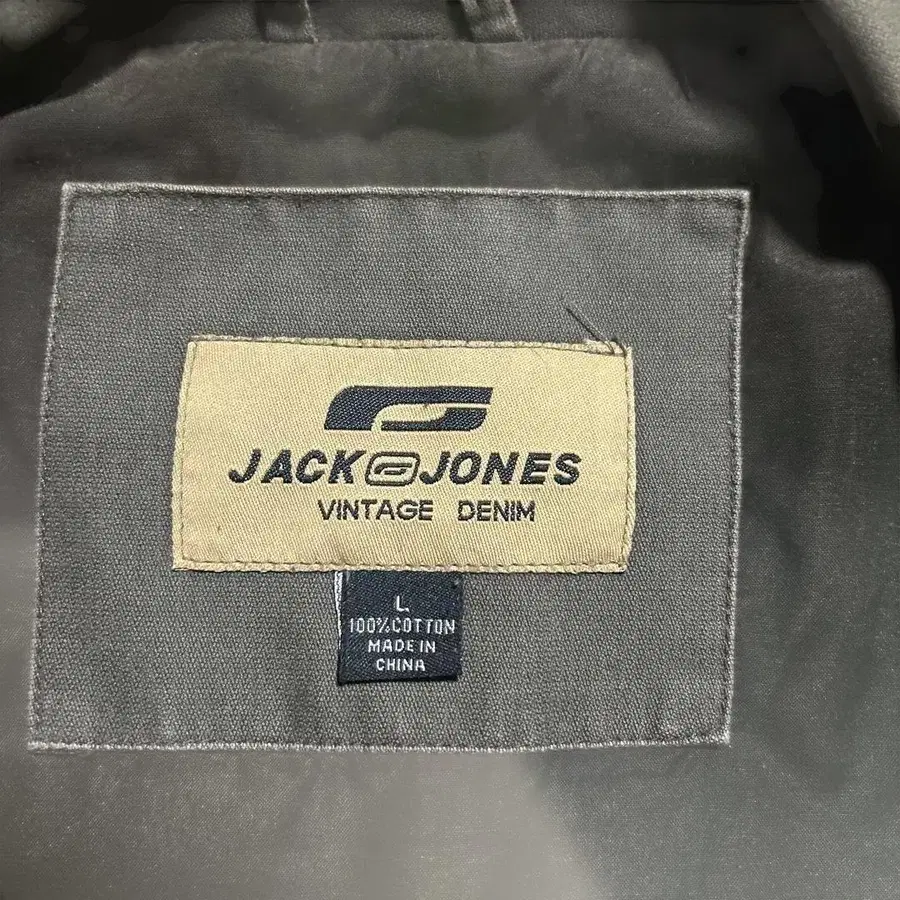 JACK JONES
VINTAGE DENIM
L
100%COTTON
MADE IN
CHINA